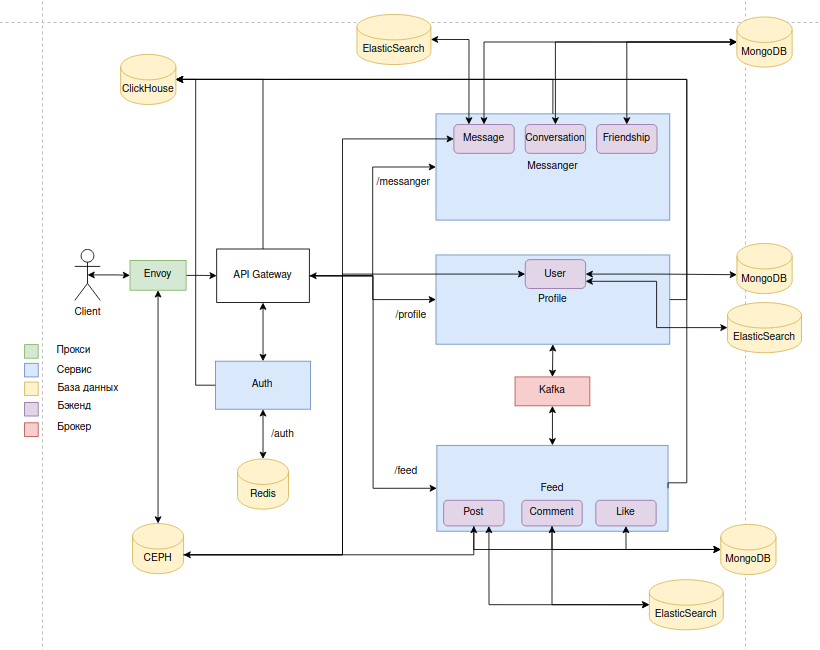 ElasticSearch
MongoDB
ClickHouse
Message
Conversation
Friendship
Messanger
/messanger
Envoy
API Gateway
User
Profile
MongoDB
Client
/profile
ElasticSearch
Прокси
Сервис
База данных
Бэкенд
Брокер
Auth
Kafka
/auth
/feed
Redis
Feed
Post
Comment
Like
CEPH
MongoDB
ElasticSearch